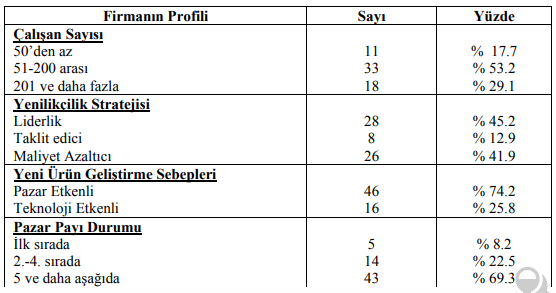 Firmanın Profili Sayı Yüzde
Çalışan Sayısı
50'den az 11 % 17.7
51-200 arası 33 % 53.2
201 ve daha fazla 18 % 29.1
Yenilikçilik Stratejisi
Liderlik 28 % 45.2
Taklit edici 8 % 12.9
Maliyet Azaltıcı 26 % 41.9
Yeni Ürün Geliştirme Sebepleri
Pazar Etkenli 46 % 74.2
Teknoloji Etkenli 16 % 25.8
Pazar Payı Durumu
İlk sırada 5 % 8.2
2.-4. sırada 14 % 22.5
5 ve daha aşağıda 43 % 69.3